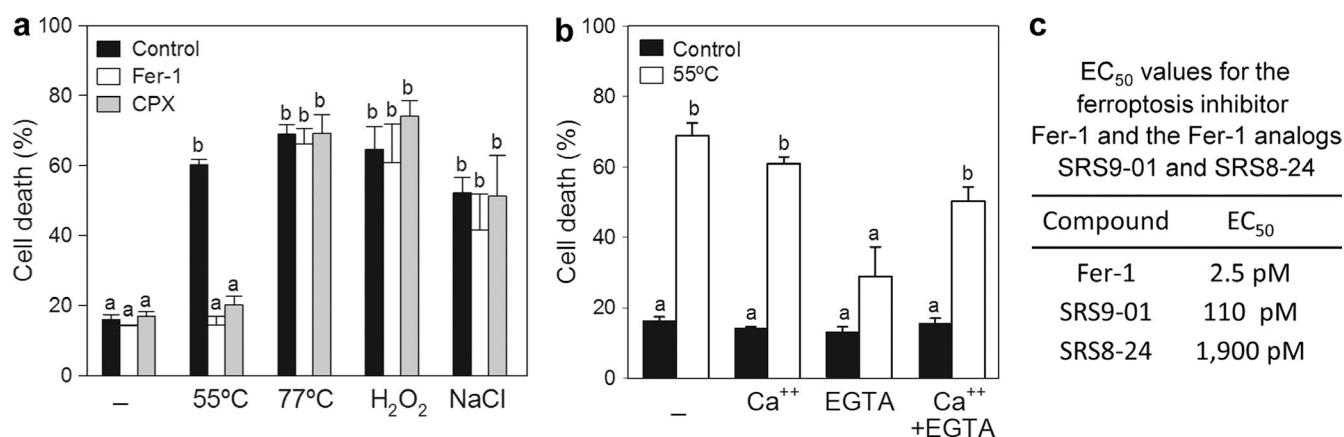 a
100
80
60
40
20
0
Cell death (%)
Control
Fer-1
CPX
a a a
b a a
b b b
b b b
b b b
– 55ºC 77ºC H₂O₂ NaCl
b
100
80
60
40
20
0
Cell death (%)
Control
55ºC
a b
a b
a a
a b
– Ca⁺⁺ EGTA Ca⁺⁺
+EGTA
c
EC₅₀ values for the
ferroptosis inhibitor
Fer-1 and the Fer-1 analogs
SRS9-01 and SRS8-24
Compound EC₅₀
Fer-1 2.5 pM
SRS9-01 110 pM
SRS8-24 1,900 pM